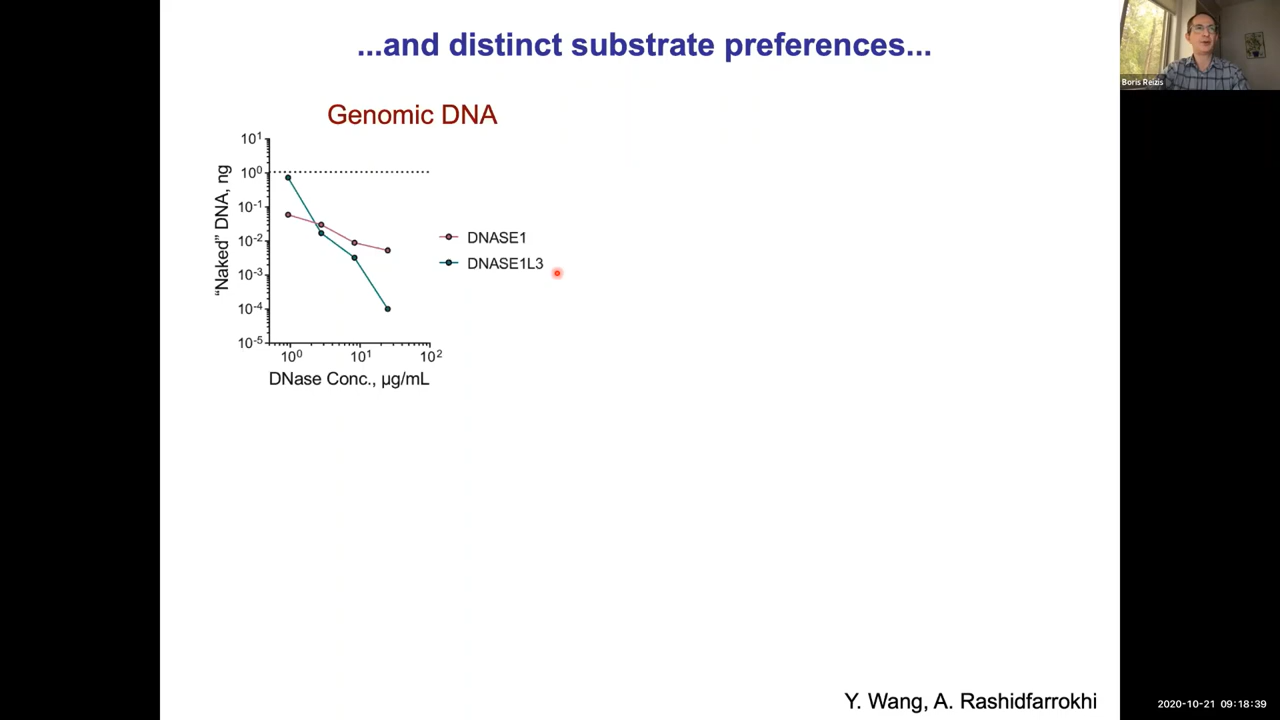 ...and distinct substrate preferences...
Boris Reizis
Genomic DNA
10¹
10⁰
10⁻¹
10⁻²
10⁻³
10⁻⁴
10⁻⁵
"Naked" DNA, ng
10⁰ 10¹ 10²
DNase Conc., µg/mL
DNASE1
DNASE1L3
Y. Wang, A. Rashidfarrokhi
2020-10-21 09:18:39